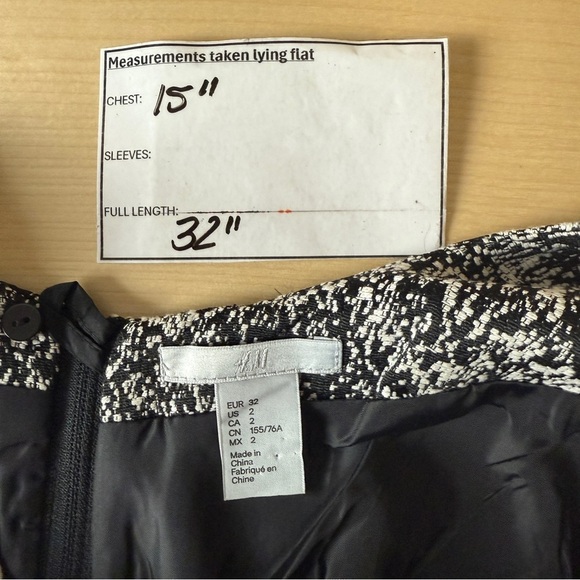 Measurements taken lying flat
CHEST: 15"
SLEEVES:
FULL LENGTH:
32"
H&M
EUR 32
US 2
CA 2
CN 155/76A
MX 2
Made in
China
Fabriqué en
Chine